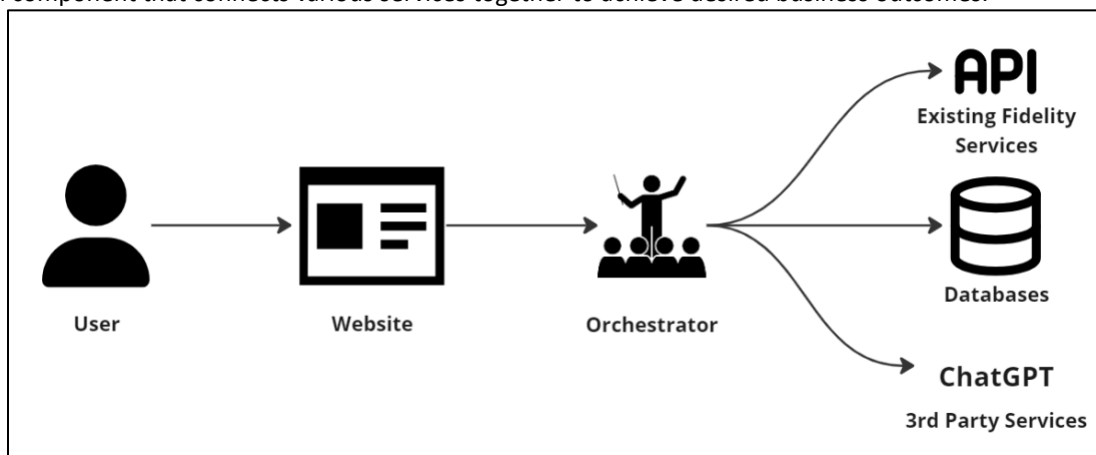 component that connects various services together to achieve desired business outcomes.
API
Existing Fidelity
Services
Databases
User
Website
Orchestrator
ChatGPT
3rd Party Services